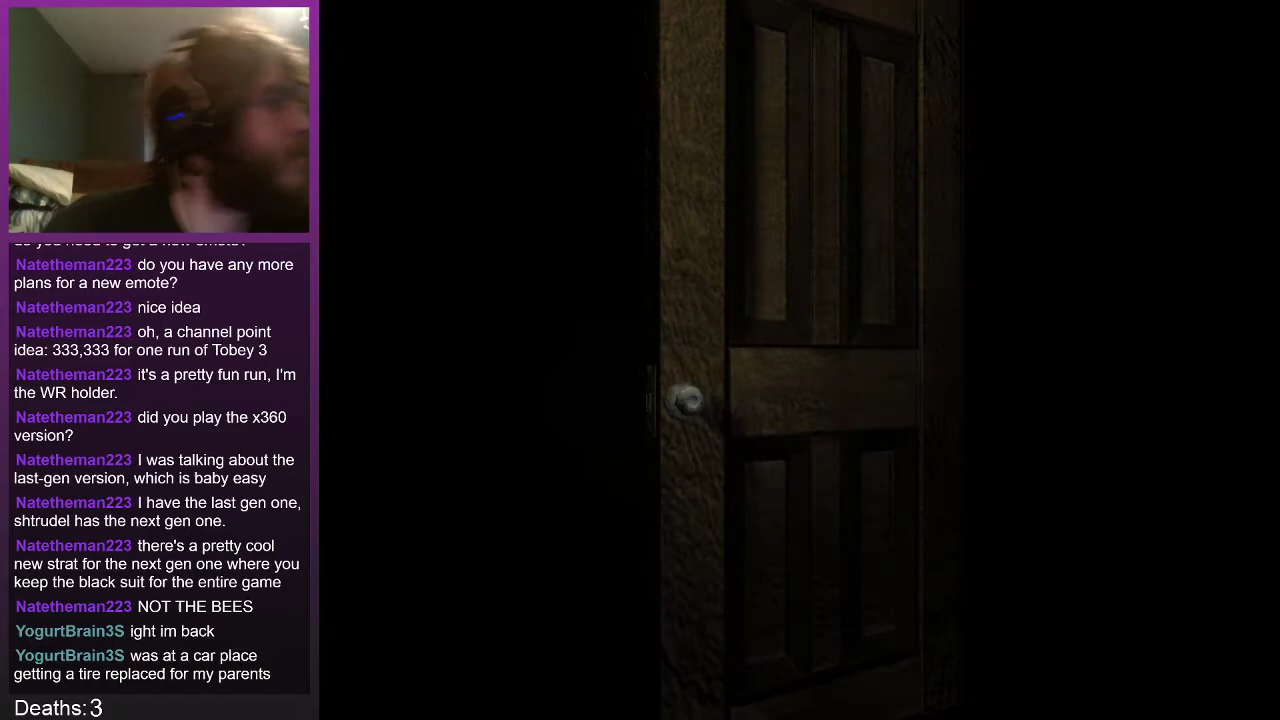 Natetheman223 do you have any more
plans for a new emote?
Natetheman223 nice idea
Natetheman223 oh, a channel point
idea: 333,333 for one run of Tobey 3
Natetheman223 it's a pretty fun run, I'm
the WR holder.
Natetheman223 did you play the x360
version?
Natetheman223 I was talking about the
last-gen version, which is baby easy
Natetheman223 I have the last gen one,
shtrudel has the next gen one.
Natetheman223 there's a pretty cool
new strat for the next gen one where you
keep the black suit for the entire game
Natetheman223 NOT THE BEES
YogurtBrain3S ight im back
YogurtBrain3S was at a car place
getting a tire replaced for my parents
Deaths:3